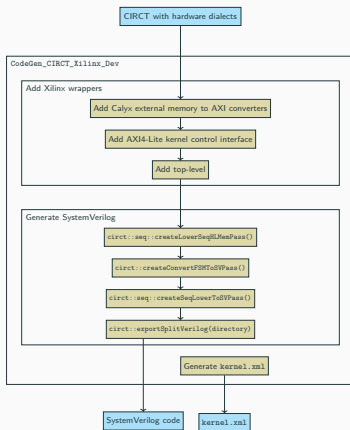 CIRCT with hardware dialects
CodeGen_CIRCT_Xilinx_Dev
Add Xilinx wrappers
Add Calyx external memory to AXI converters
Add AXI4-Lite kernel control interface
Add top-level
Generate SystemVerilog
circt::seq::createLowerSeqHLMemPass()
circt::createConvertFSMToSVPass()
circt::seq::createSeqLowerToSVPass()
circt::exportSplitVerilog(directory)
Generate kernel.xml
SystemVerilog code
kernel.xml